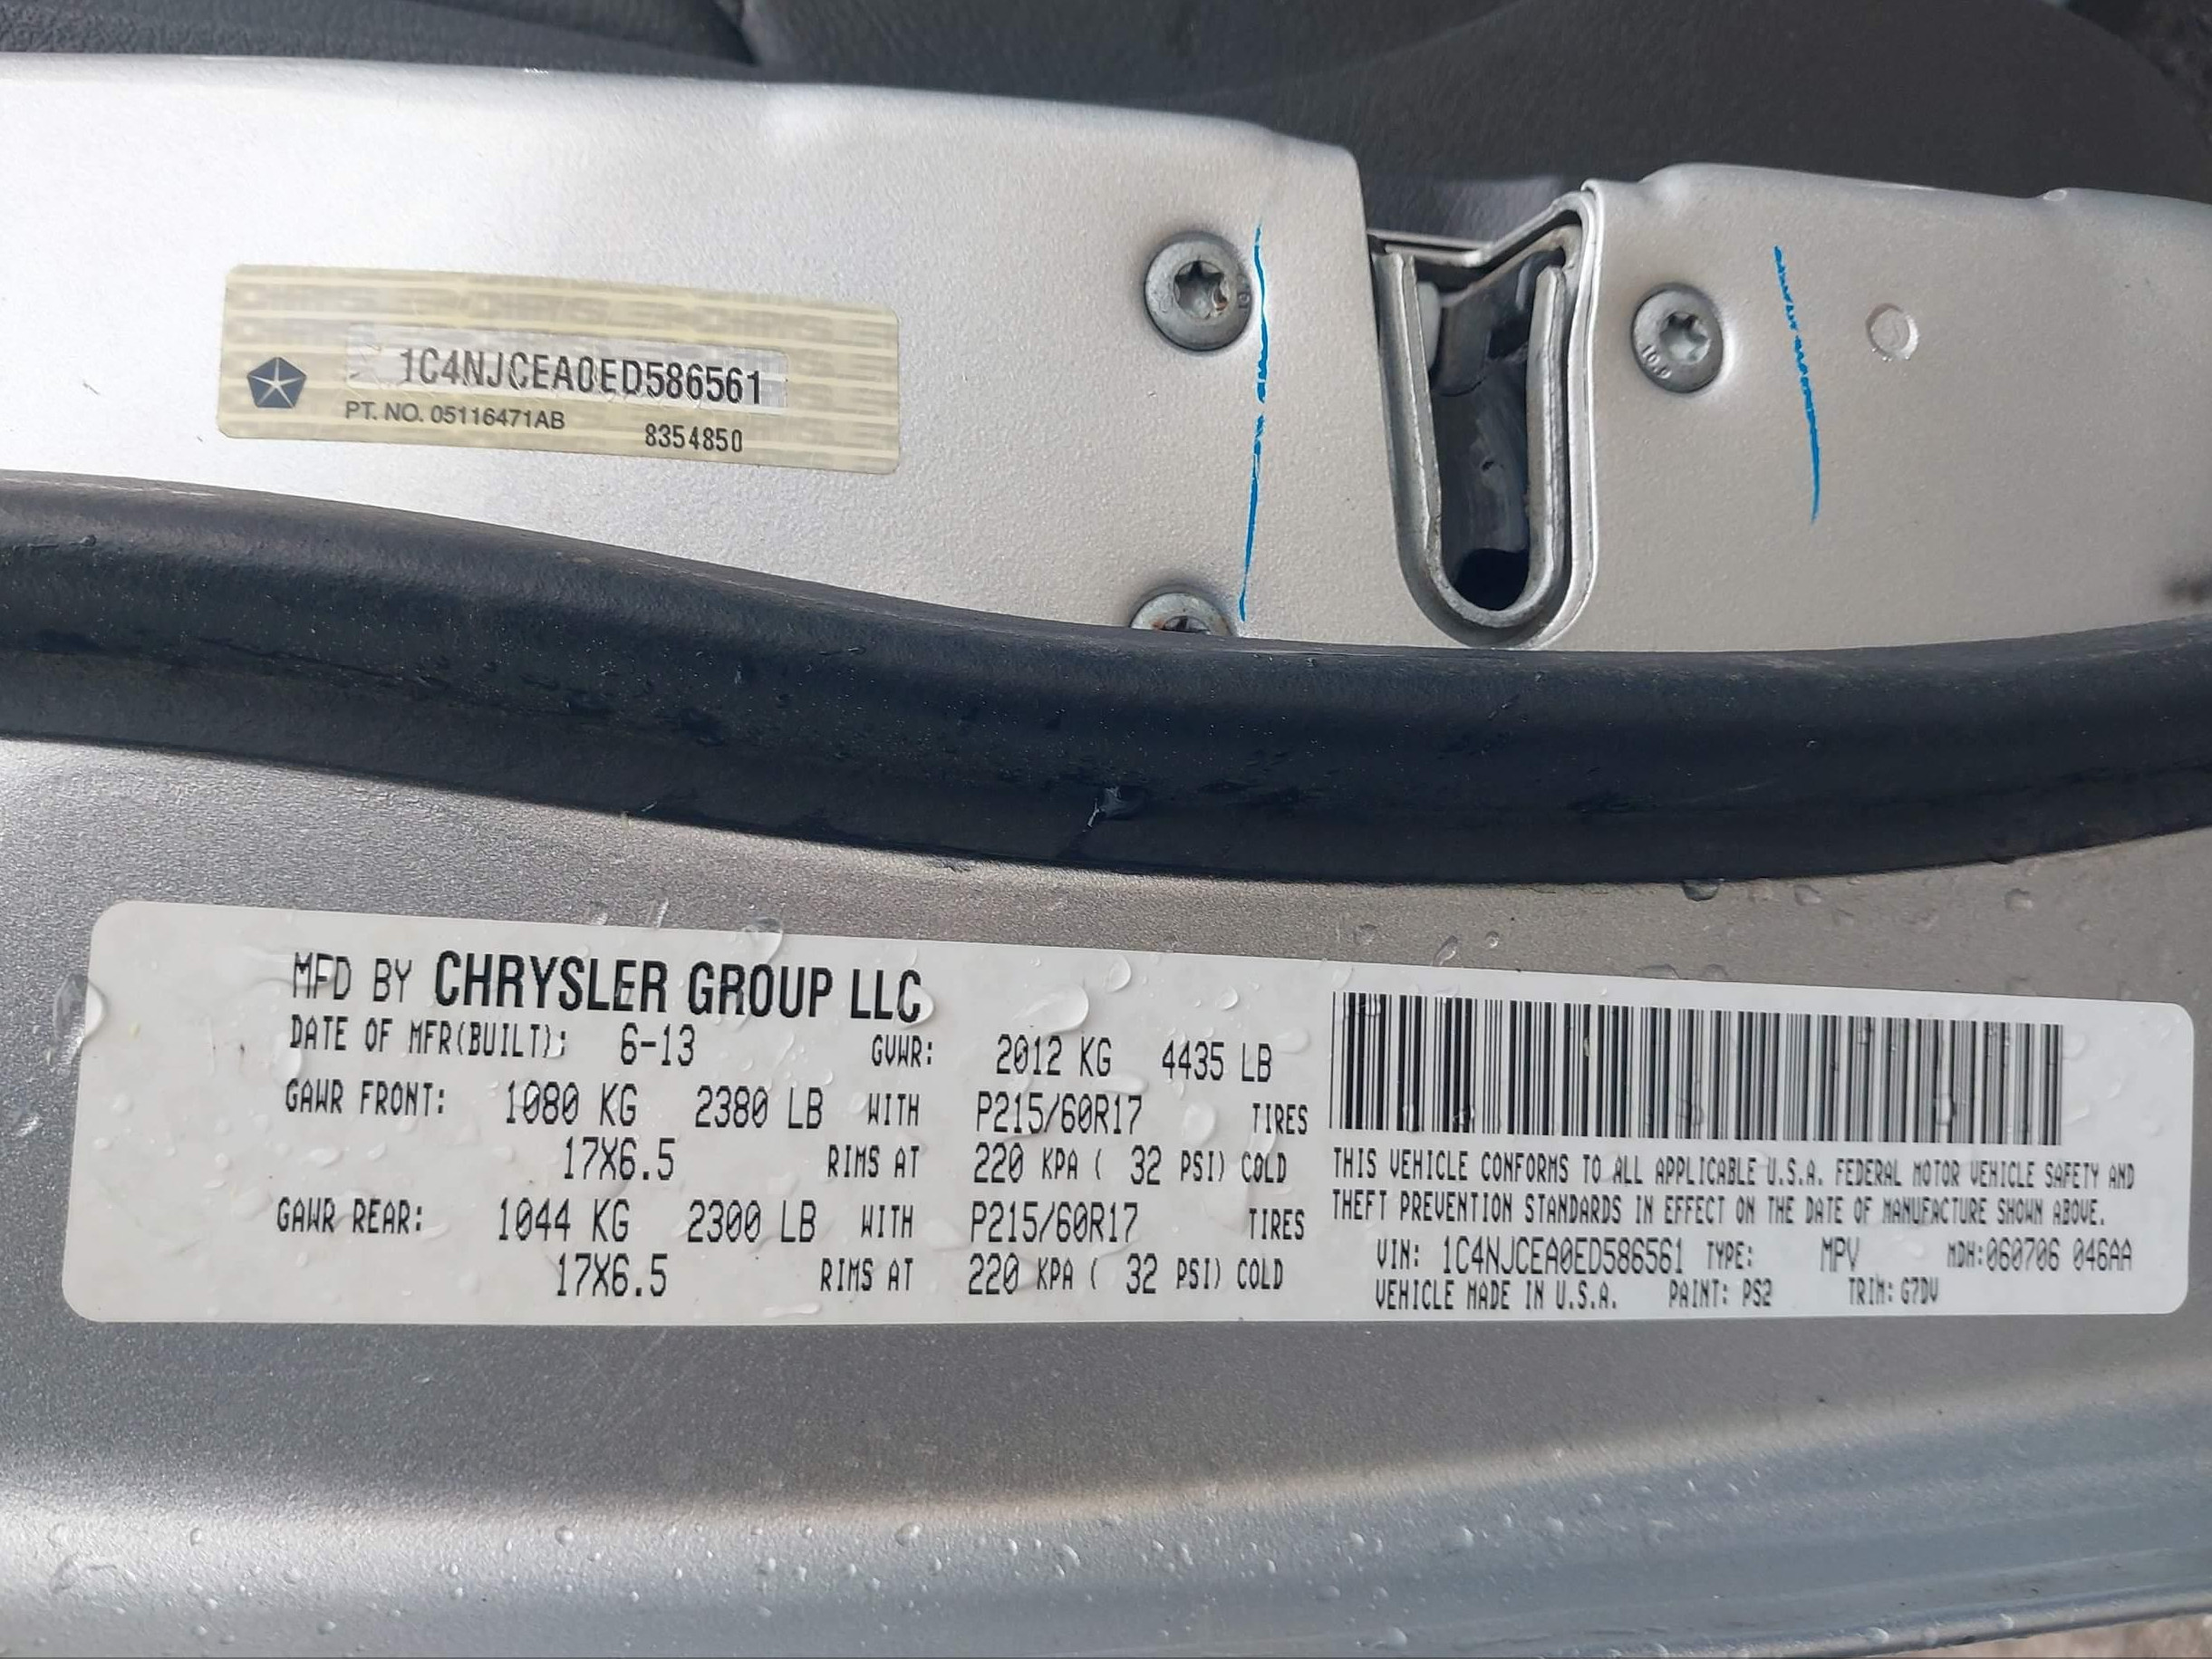 1C4NJCEA0ED586561
PT. NO. 05116471AB
8354850
MFD BY CHRYSLER GROUP LLC
DATE OF MFR(BUILT): 6-13 GVWR: 2012 KG 4435 LB
GAWR FRONT: 1080 KG 2380 LB WITH P215/60R17 TIRES
17X6.5 RIMS AT 220 KPA ( 32 PSI) COLD
GAWR REAR: 1044 KG 2300 LB WITH P215/60R17 TIRES
17X6.5 RIMS AT 220 KPA ( 32 PSI) COLD
THIS VEHICLE CONFORMS TO ALL APPLICABLE U.S.A. FEDERAL MOTOR VEHICLE SAFETY AND
THEFT PREVENTION STANDARDS IN EFFECT ON THE DATE OF MANUFACTURE SHOWN ABOVE.
VIN: 1C4NJCEA0ED586561 TYPE: MPV MDH:060706 046AA
VEHICLE MADE IN U.S.A. PAINT: PS2 TRIM: G7DV